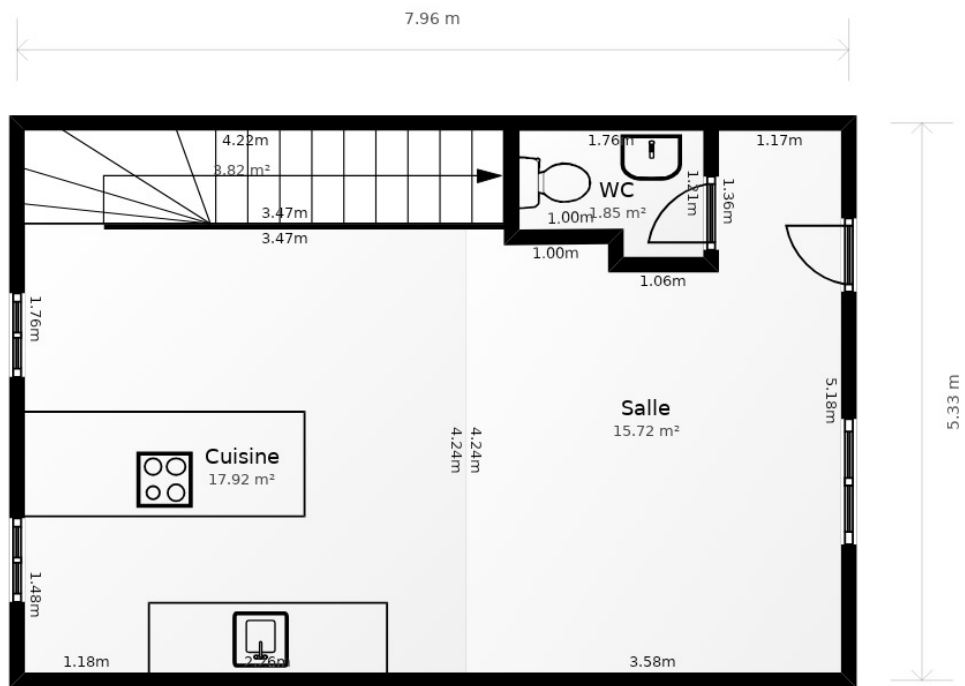 7.96 m
4.22m
3.82 m²
3.47m
3.47m
1.76m
1.17m
WC
1.85 m²
1.00m
1.00m
1.21m
1.36m
1.06m
5.33 m
1.76m
5.18m
Salle
15.72 m²
4.24m
4.24m
Cuisine
17.92 m²
1.48m
1.18m
2.26m
3.58m